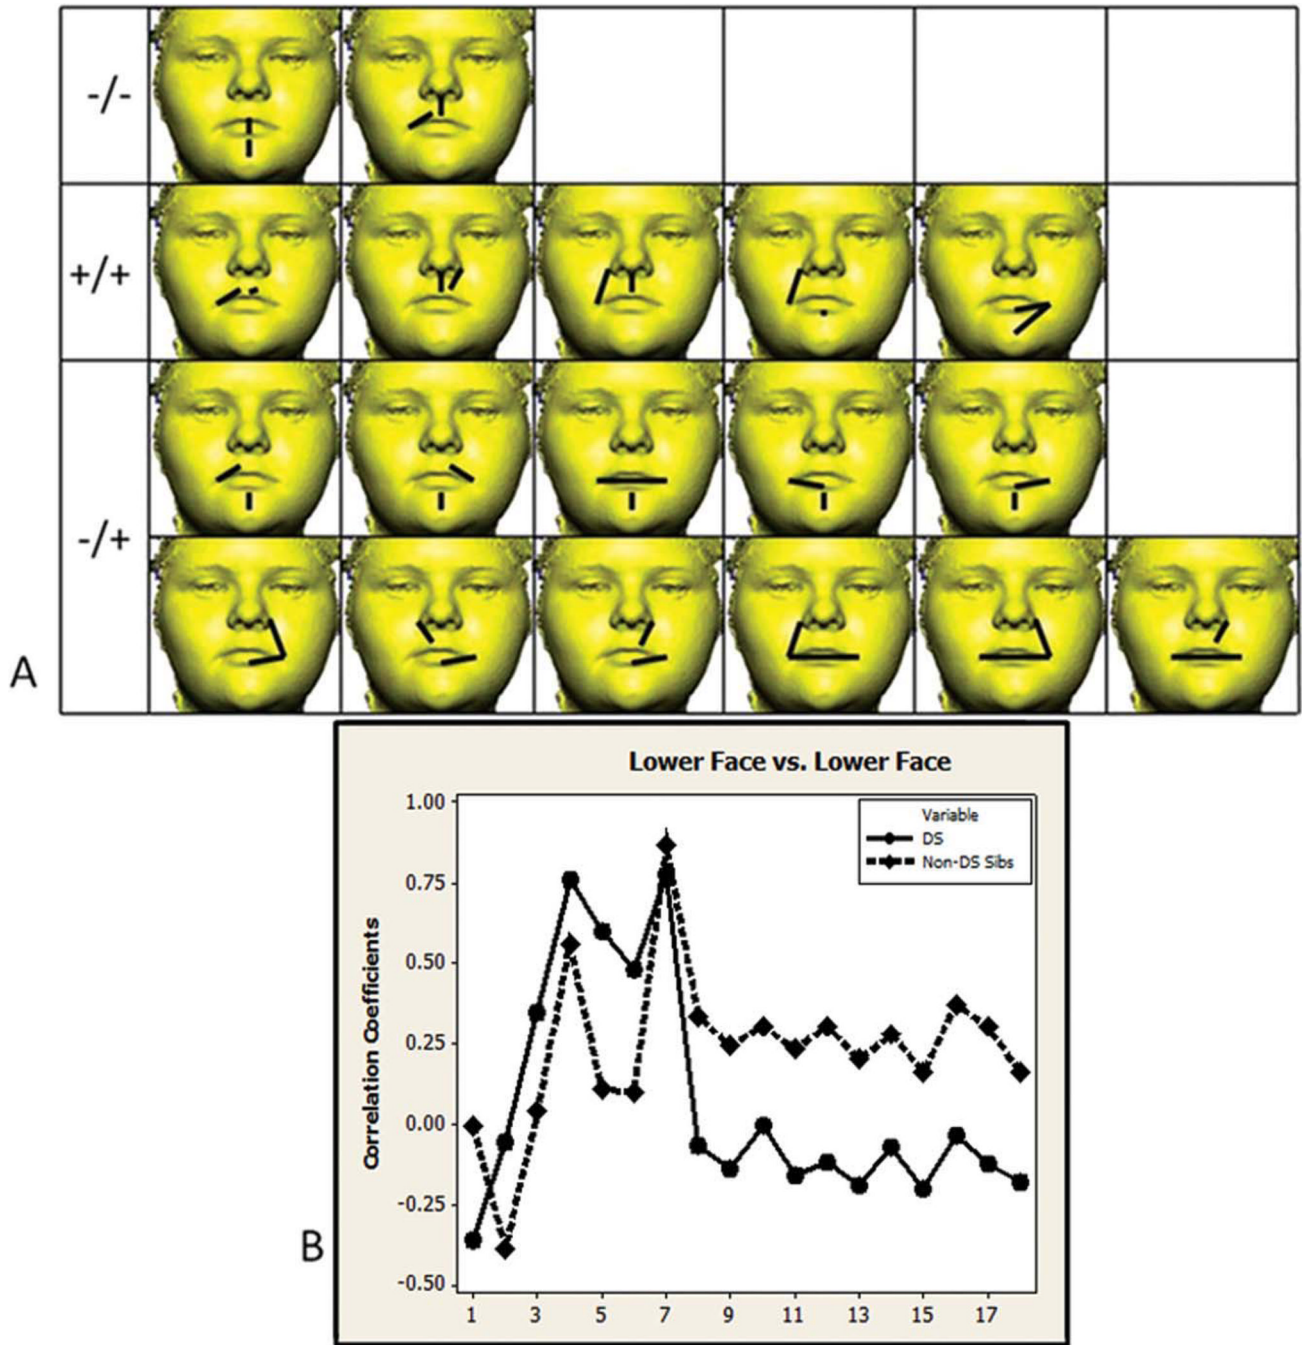 -/-
+/+
-/+
A
Lower Face vs. Lower Face
1.00
0.75
0.50
0.25
0.00
-0.25
-0.50
Correlation Coefficients
Variable
DS
Non-DS Sibs
B
1 3 5 7 9 11 13 15 17